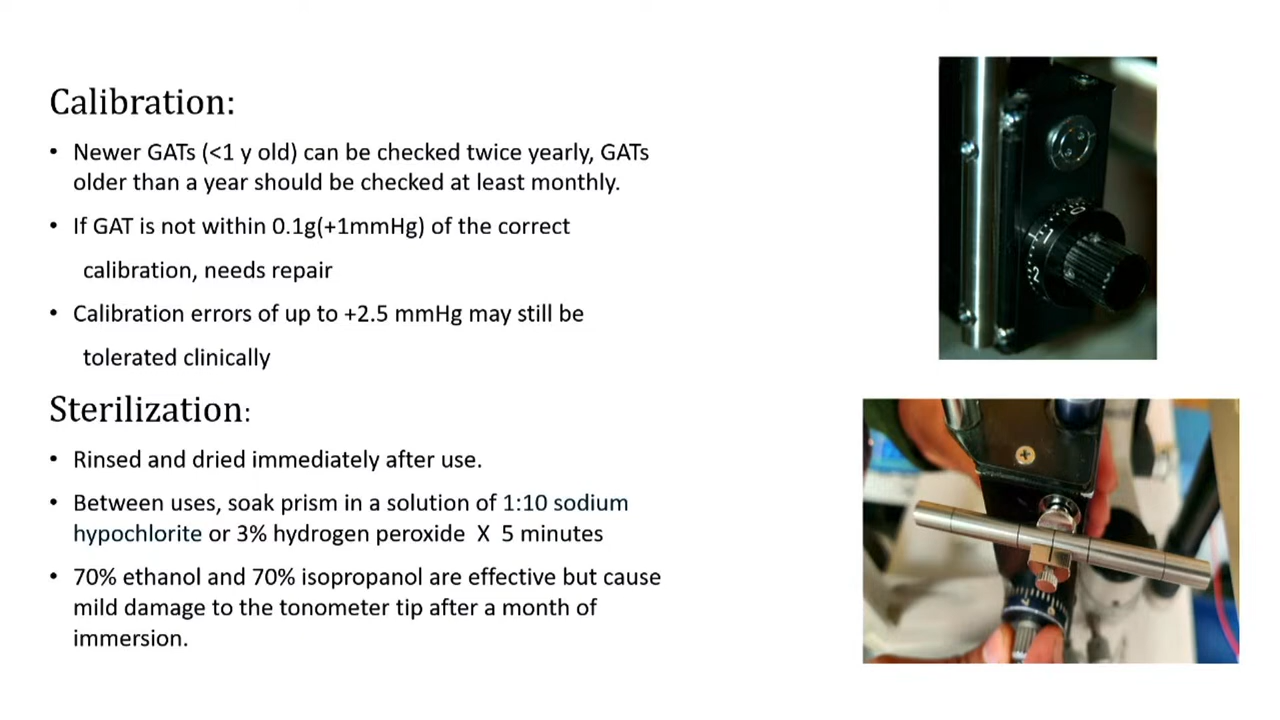 Calibration:
• Newer GATs (<1 y old) can be checked twice yearly, GATs
older than a year should be checked at least monthly.
• If GAT is not within 0.1g(+1mmHg) of the correct
calibration, needs repair
• Calibration errors of up to +2.5 mmHg may still be
tolerated clinically
Sterilization:
• Rinsed and dried immediately after use.
• Between uses, soak prism in a solution of 1:10 sodium
hypochlorite or 3% hydrogen peroxide X 5 minutes
• 70% ethanol and 70% isopropanol are effective but cause
mild damage to the tonometer tip after a month of
immersion.
0
1
2